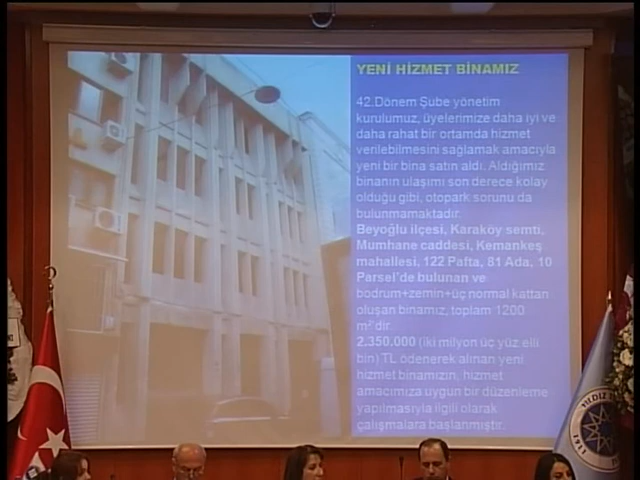 YENİ HİZMET BİNAMIZ
42.Dönem Şube yönetim
kurulumuz, üyelerimize daha iyi ve
daha rahat bir ortamda hizmet
verilebilmesini sağlamak amacıyla
yeni bir bina satın aldı. Aldığımız
binanın ulaşımı son derece kolay
olduğu gibi, otopark sorunu da
bulunmamaktadır.
Beyoğlu ilçesi, Karaköy semti,
Mumhane caddesi, Kemankeş
mahallesi, 122 Pafta, 81 Ada, 10
Parsel'de bulunan ve
bodrum+zemin+üç normal kattan
oluşan binamız, toplam 1200
m²'dir.
2.350.000 (iki milyon üç yüz elli
bin) TL ödenerek alınan yeni
hizmet binamızın, hizmet
amacımıza uygun bir düzenleme
yapılmasıyla ilgili olarak
çalışmalara başlanmıştır.
YILDIZ
1911